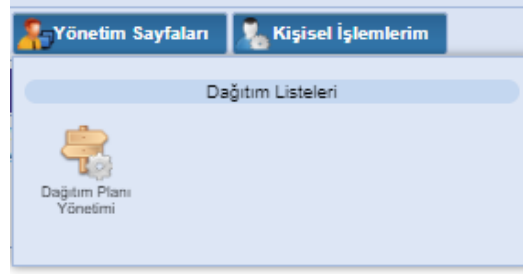 Yönetim Sayfaları
Kişisel İşlemlerim
Dağıtım Listeleri
Dağıtım Planı
Yönetimi